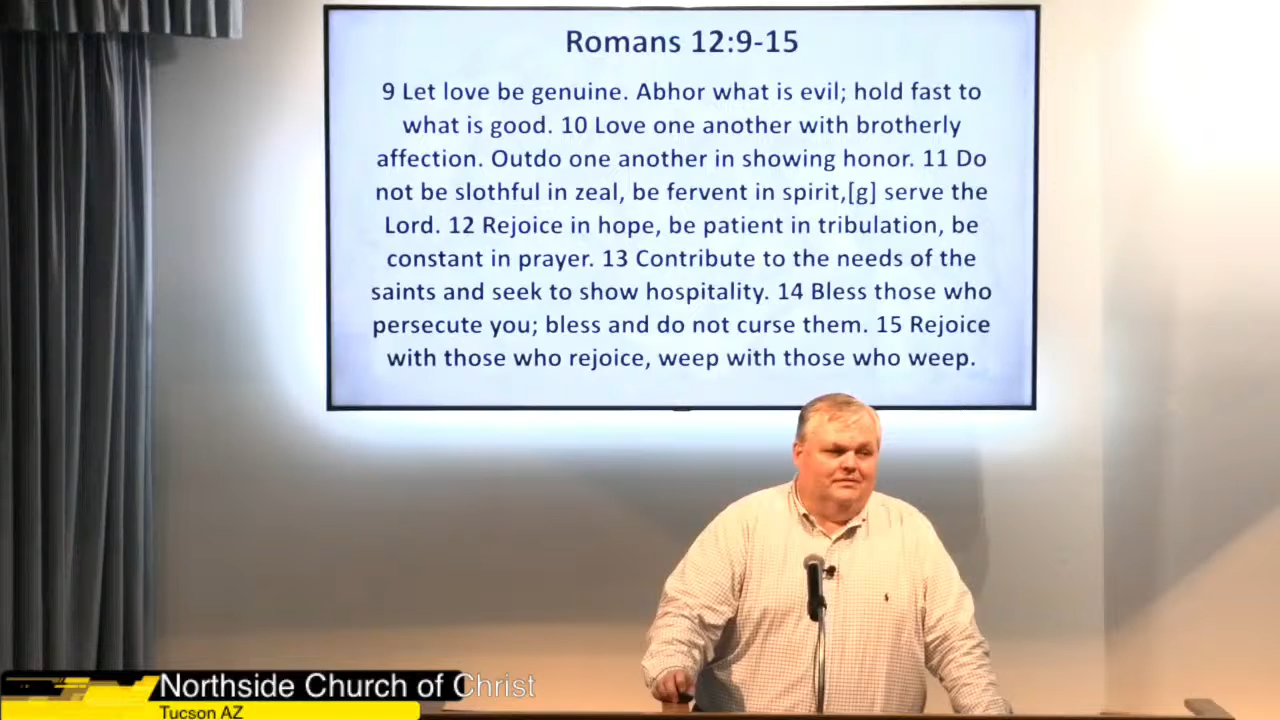 Romans 12:9-15
9 Let love be genuine. Abhor what is evil; hold fast to
what is good. 10 Love one another with brotherly
affection. Outdo one another in showing honor. 11 Do
not be slothful in zeal, be fervent in spirit,[g] serve the
Lord. 12 Rejoice in hope, be patient in tribulation, be
constant in prayer. 13 Contribute to the needs of the
saints and seek to show hospitality. 14 Bless those who
persecute you; bless and do not curse them. 15 Rejoice
with those who rejoice, weep with those who weep.
Northside Church of Christ
Tucson AZ